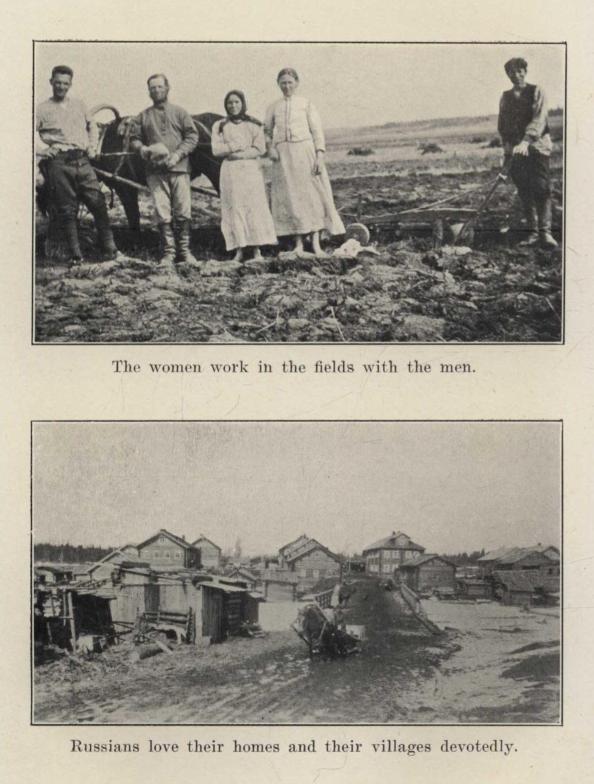 The women work in the fields with the men.
Russians love their homes and their villages devotedly.